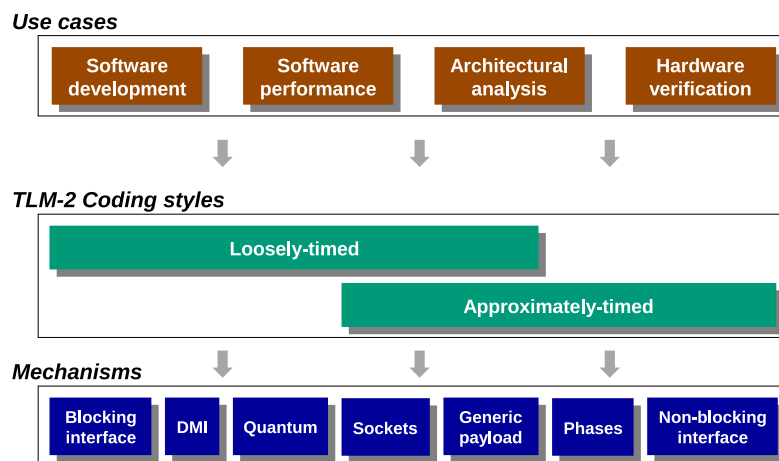 Use cases
Software
development
Software
performance
Architectural
analysis
Hardware
verification
TLM-2 Coding styles
Loosely-timed
Approximately-timed
Mechanisms
Blocking
interface
DMI
Quantum
Sockets
Generic
payload
Phases
Non-blocking
interface